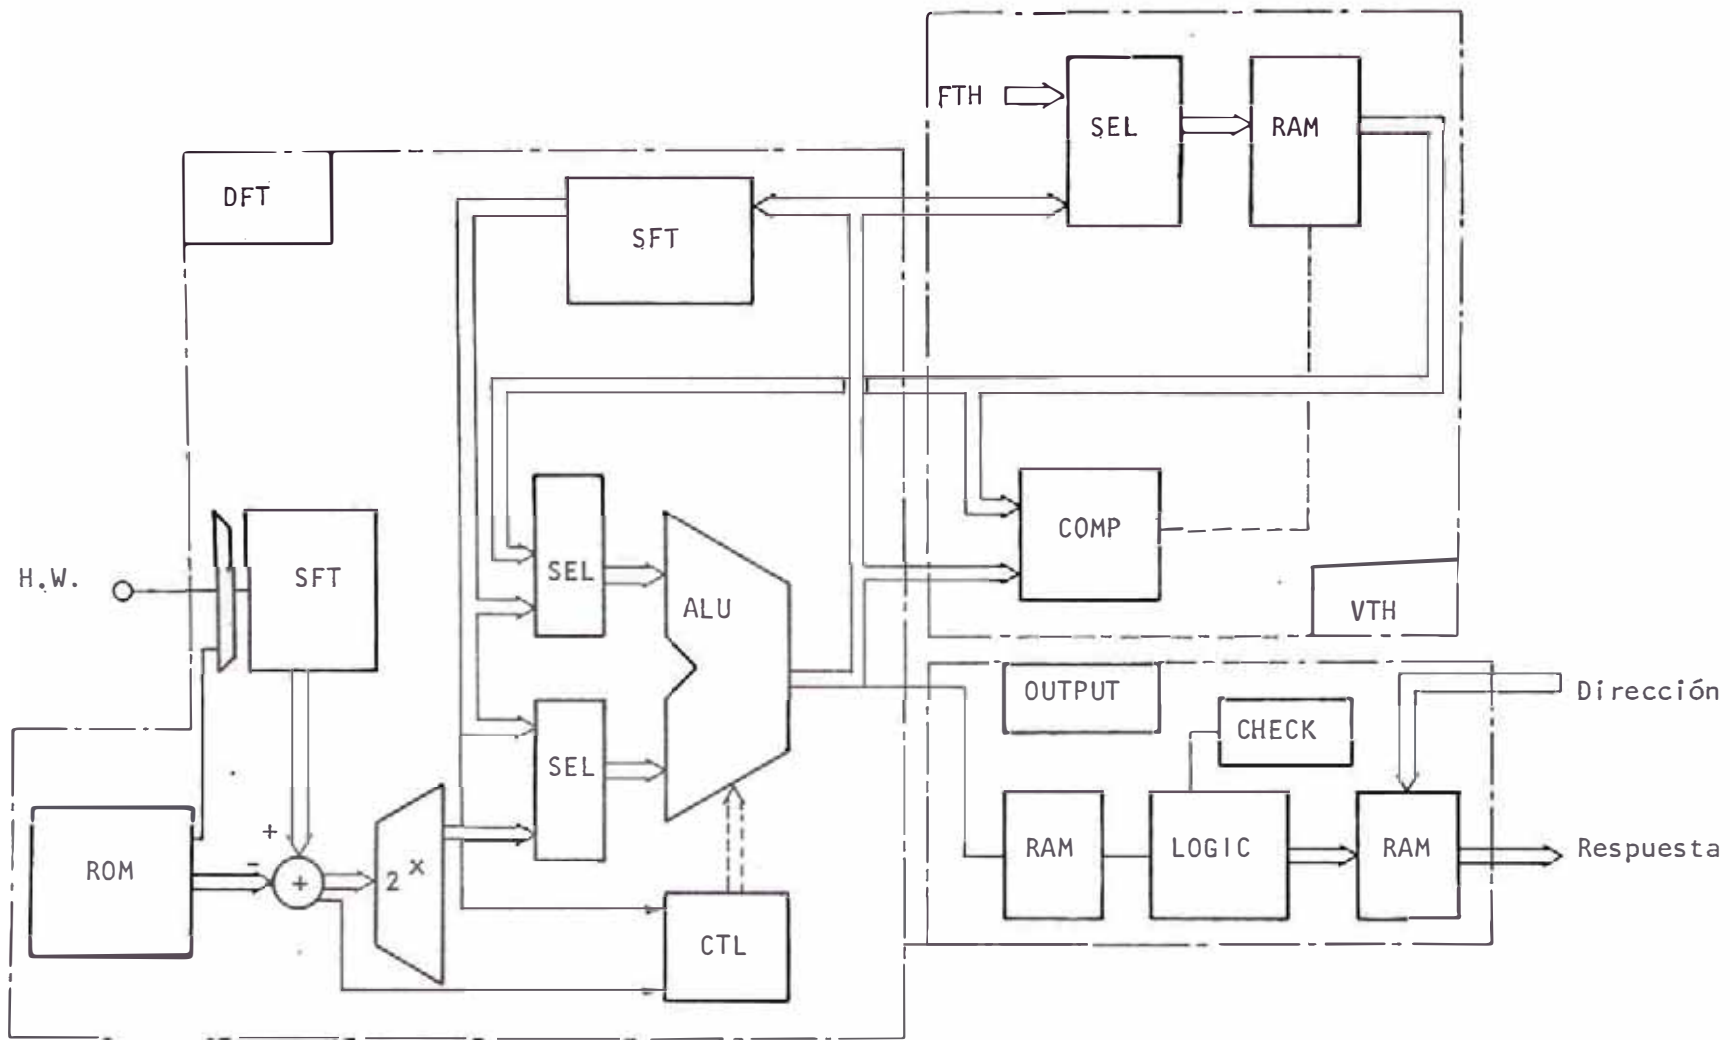 FTH
SEL
RAM
DFT
SFT
H.W.
SFT
SEL
ALU
COMP
VTH
OUTPUT
Dirección
CHECK
SEL
ROM
+
-
+
2^x
CTL
RAM
LOGIC
RAM
Respuesta